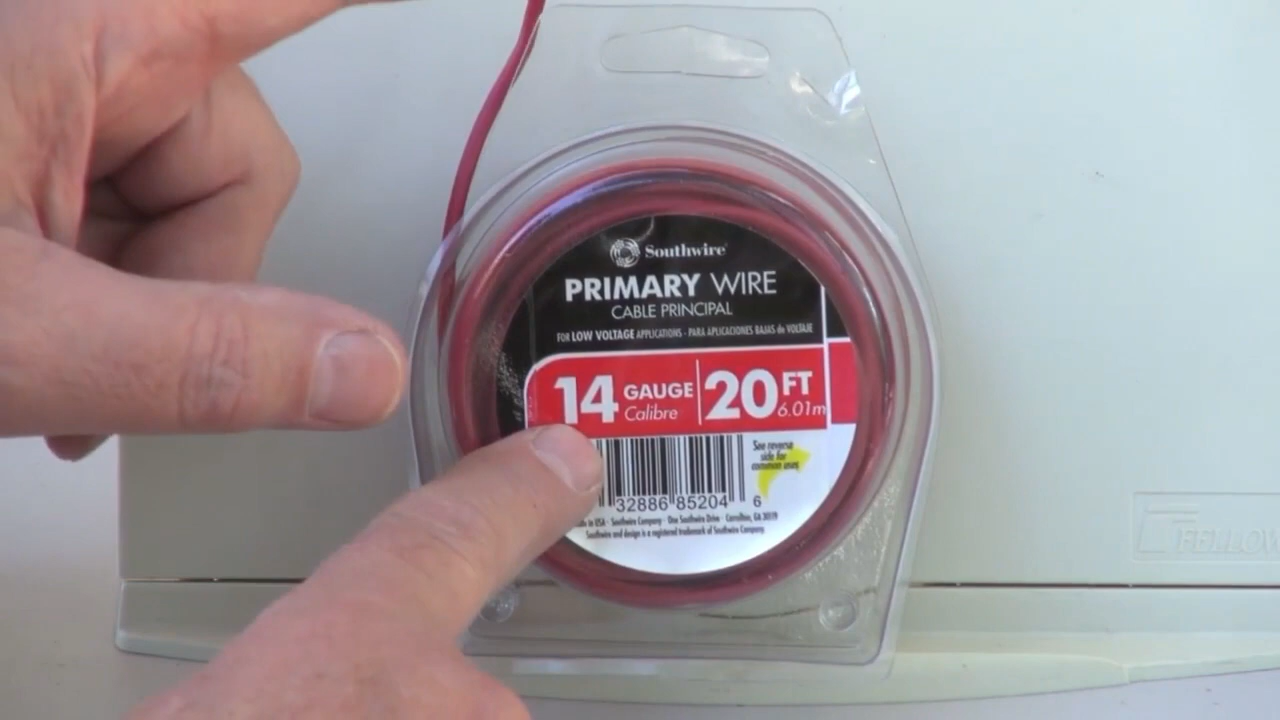 Southwire
PRIMARY WIRE
CABLE PRINCIPAL
FOR LOW VOLTAGE APPLICATIONS - PARA APLICACIONES BAJAS de VOLTAJE
14 GAUGE 20 FT
Calibre 6.01m
See reverse
side for
common uses
32886 85204 6
in USA · Southwire Company · One Southwire Drive · Carrollton, GA 30119
Southwire and design is a registered trademark of Southwire Company.
FELLOW